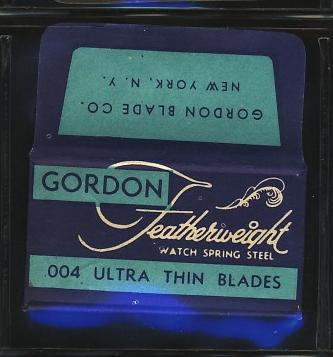 GORDON BLADE CO.
NEW YORK, N.Y.
GORDON
Featherweight
WATCH SPRING STEEL
.004 ULTRA THIN BLADES